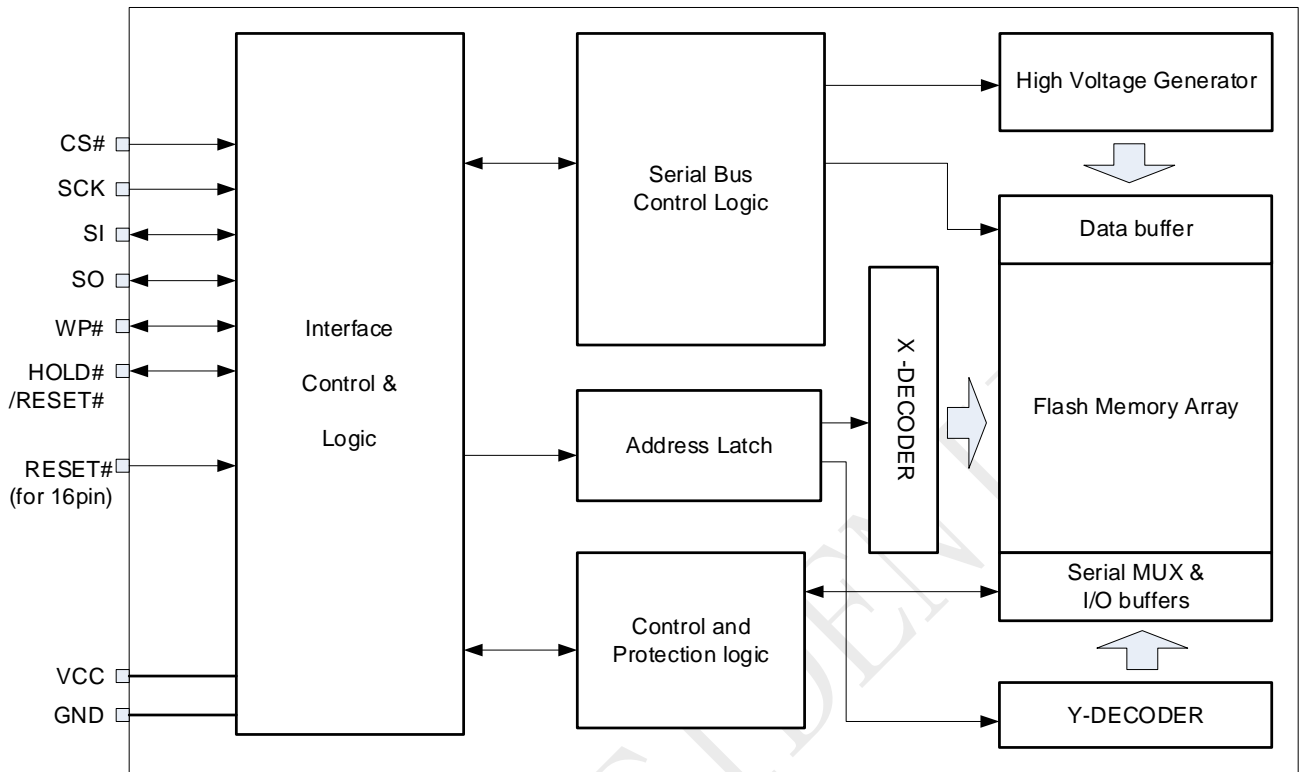 CS#
SCK
SI
SO
WP#
HOLD#
/RESET#
RESET#
(for 16pin)
VCC
GND
Interface
Control &
Logic
Serial Bus
Control Logic
Address Latch
Control and
Protection logic
X -DECODER
High Voltage Generator
Data buffer
Flash Memory Array
Serial MUX &
I/O buffers
Y-DECODER